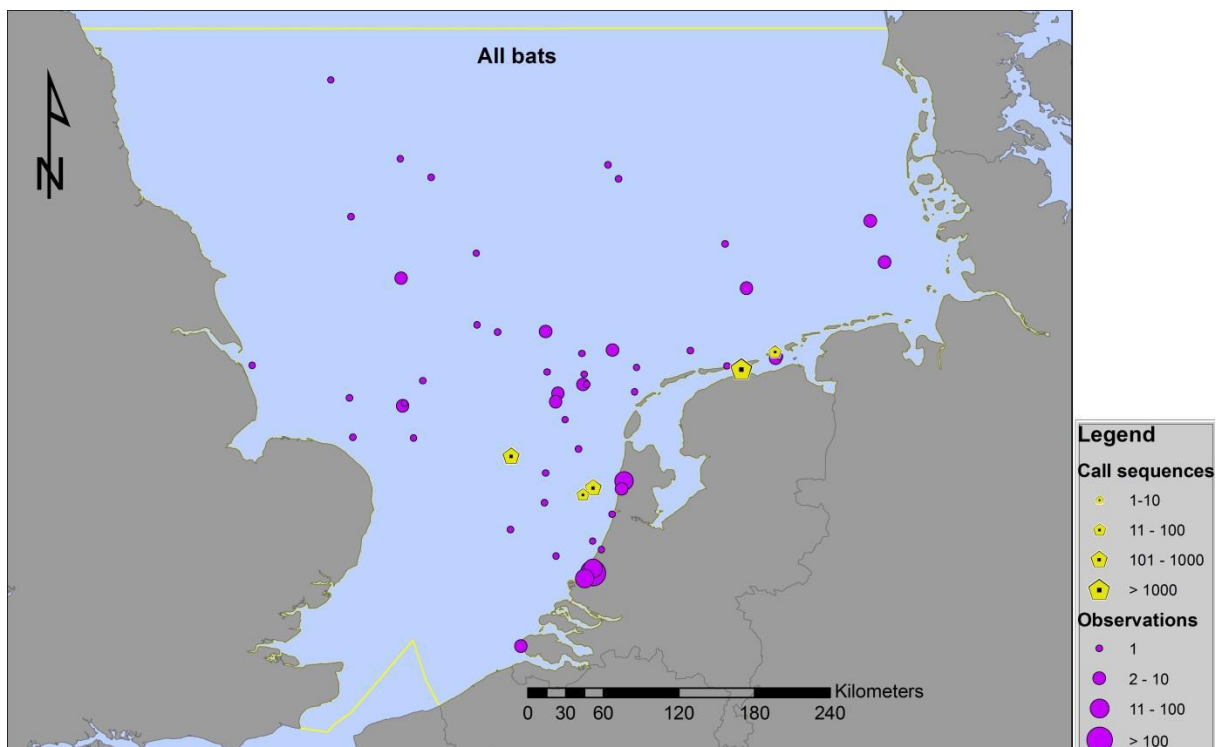 All bats
N
Kilometers
0 30 60 120 180 240
Legend
Call sequences
1-10
11 - 100
101 - 1000
> 1000
Observations
1
2 - 10
11 - 100
> 100